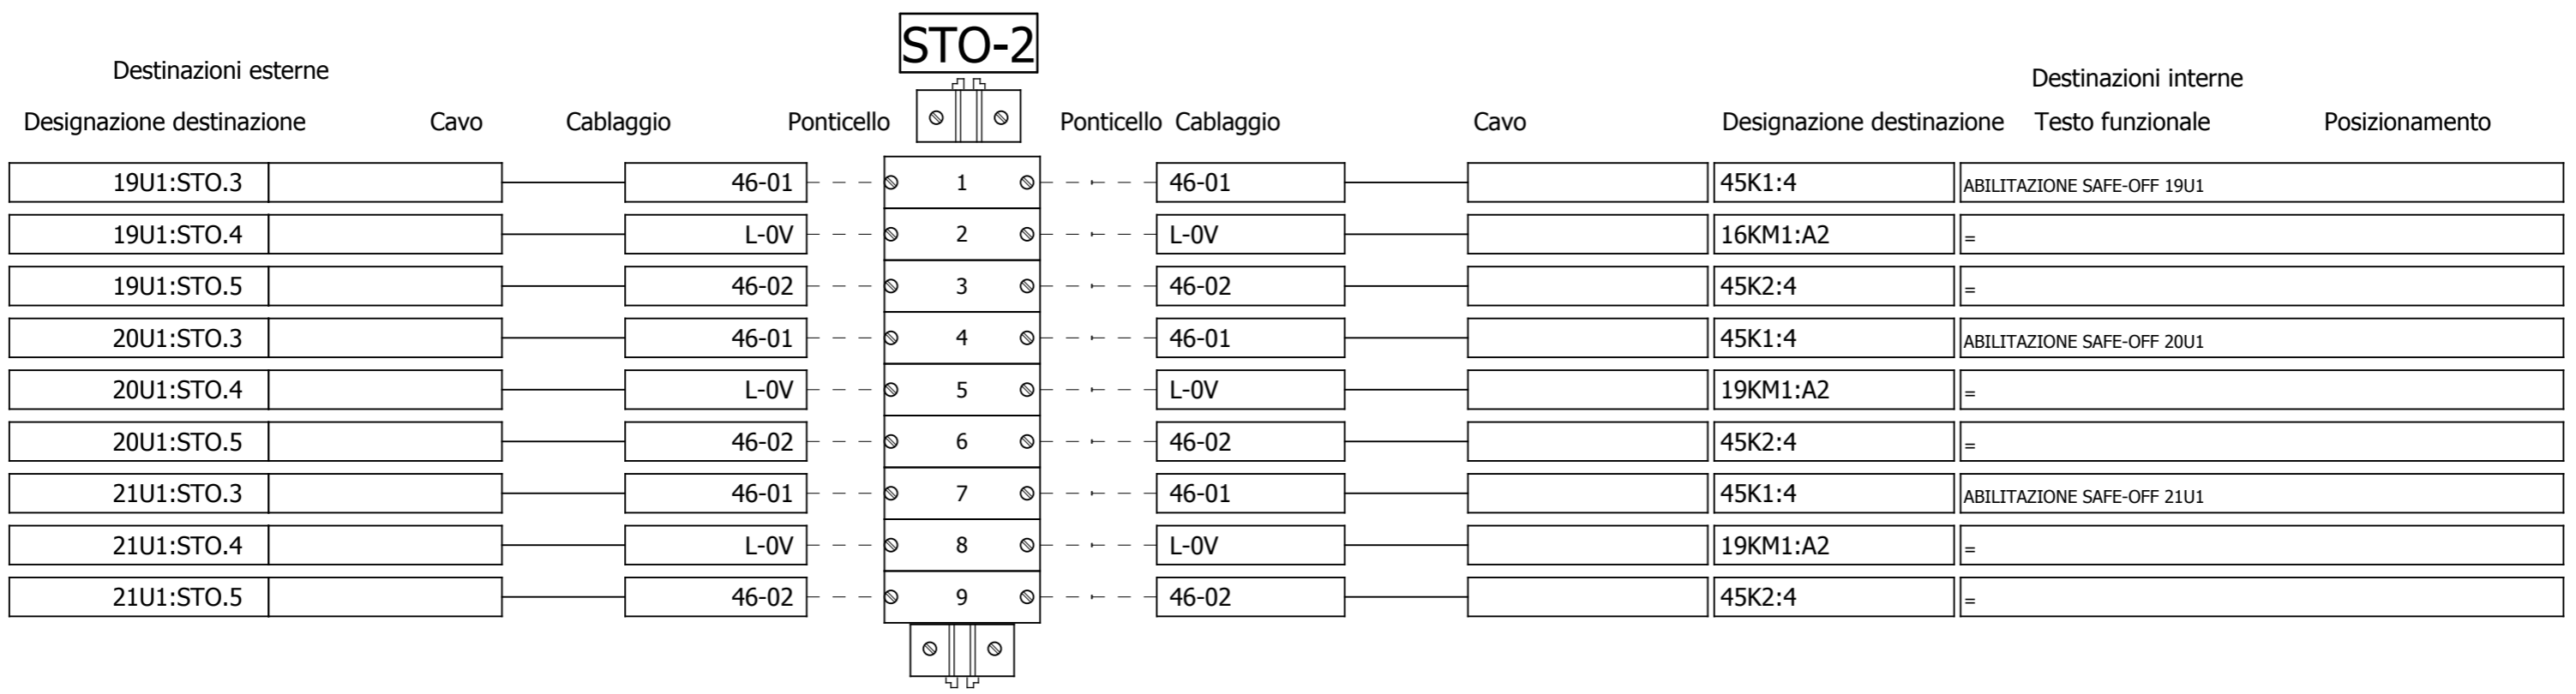 STO-2
Destinazioni esterne
Destinazioni interne
Designazione destinazione Cavo Cablaggio Ponticello Ponticello Cablaggio Cavo Designazione destinazione Testo funzionale Posizionamento
19U1:STO.3 46-01 1 46-01 45K1:4 ABILITAZIONE SAFE-OFF 19U1
19U1:STO.4 L-0V 2 L-0V 16KM1:A2 =
19U1:STO.5 46-02 3 46-02 45K2:4 =
20U1:STO.3 46-01 4 46-01 45K1:4 ABILITAZIONE SAFE-OFF 20U1
20U1:STO.4 L-0V 5 L-0V 19KM1:A2 =
20U1:STO.5 46-02 6 46-02 45K2:4 =
21U1:STO.3 46-01 7 46-01 45K1:4 ABILITAZIONE SAFE-OFF 21U1
21U1:STO.4 L-0V 8 L-0V 19KM1:A2 =
21U1:STO.5 46-02 9 46-02 45K2:4 =